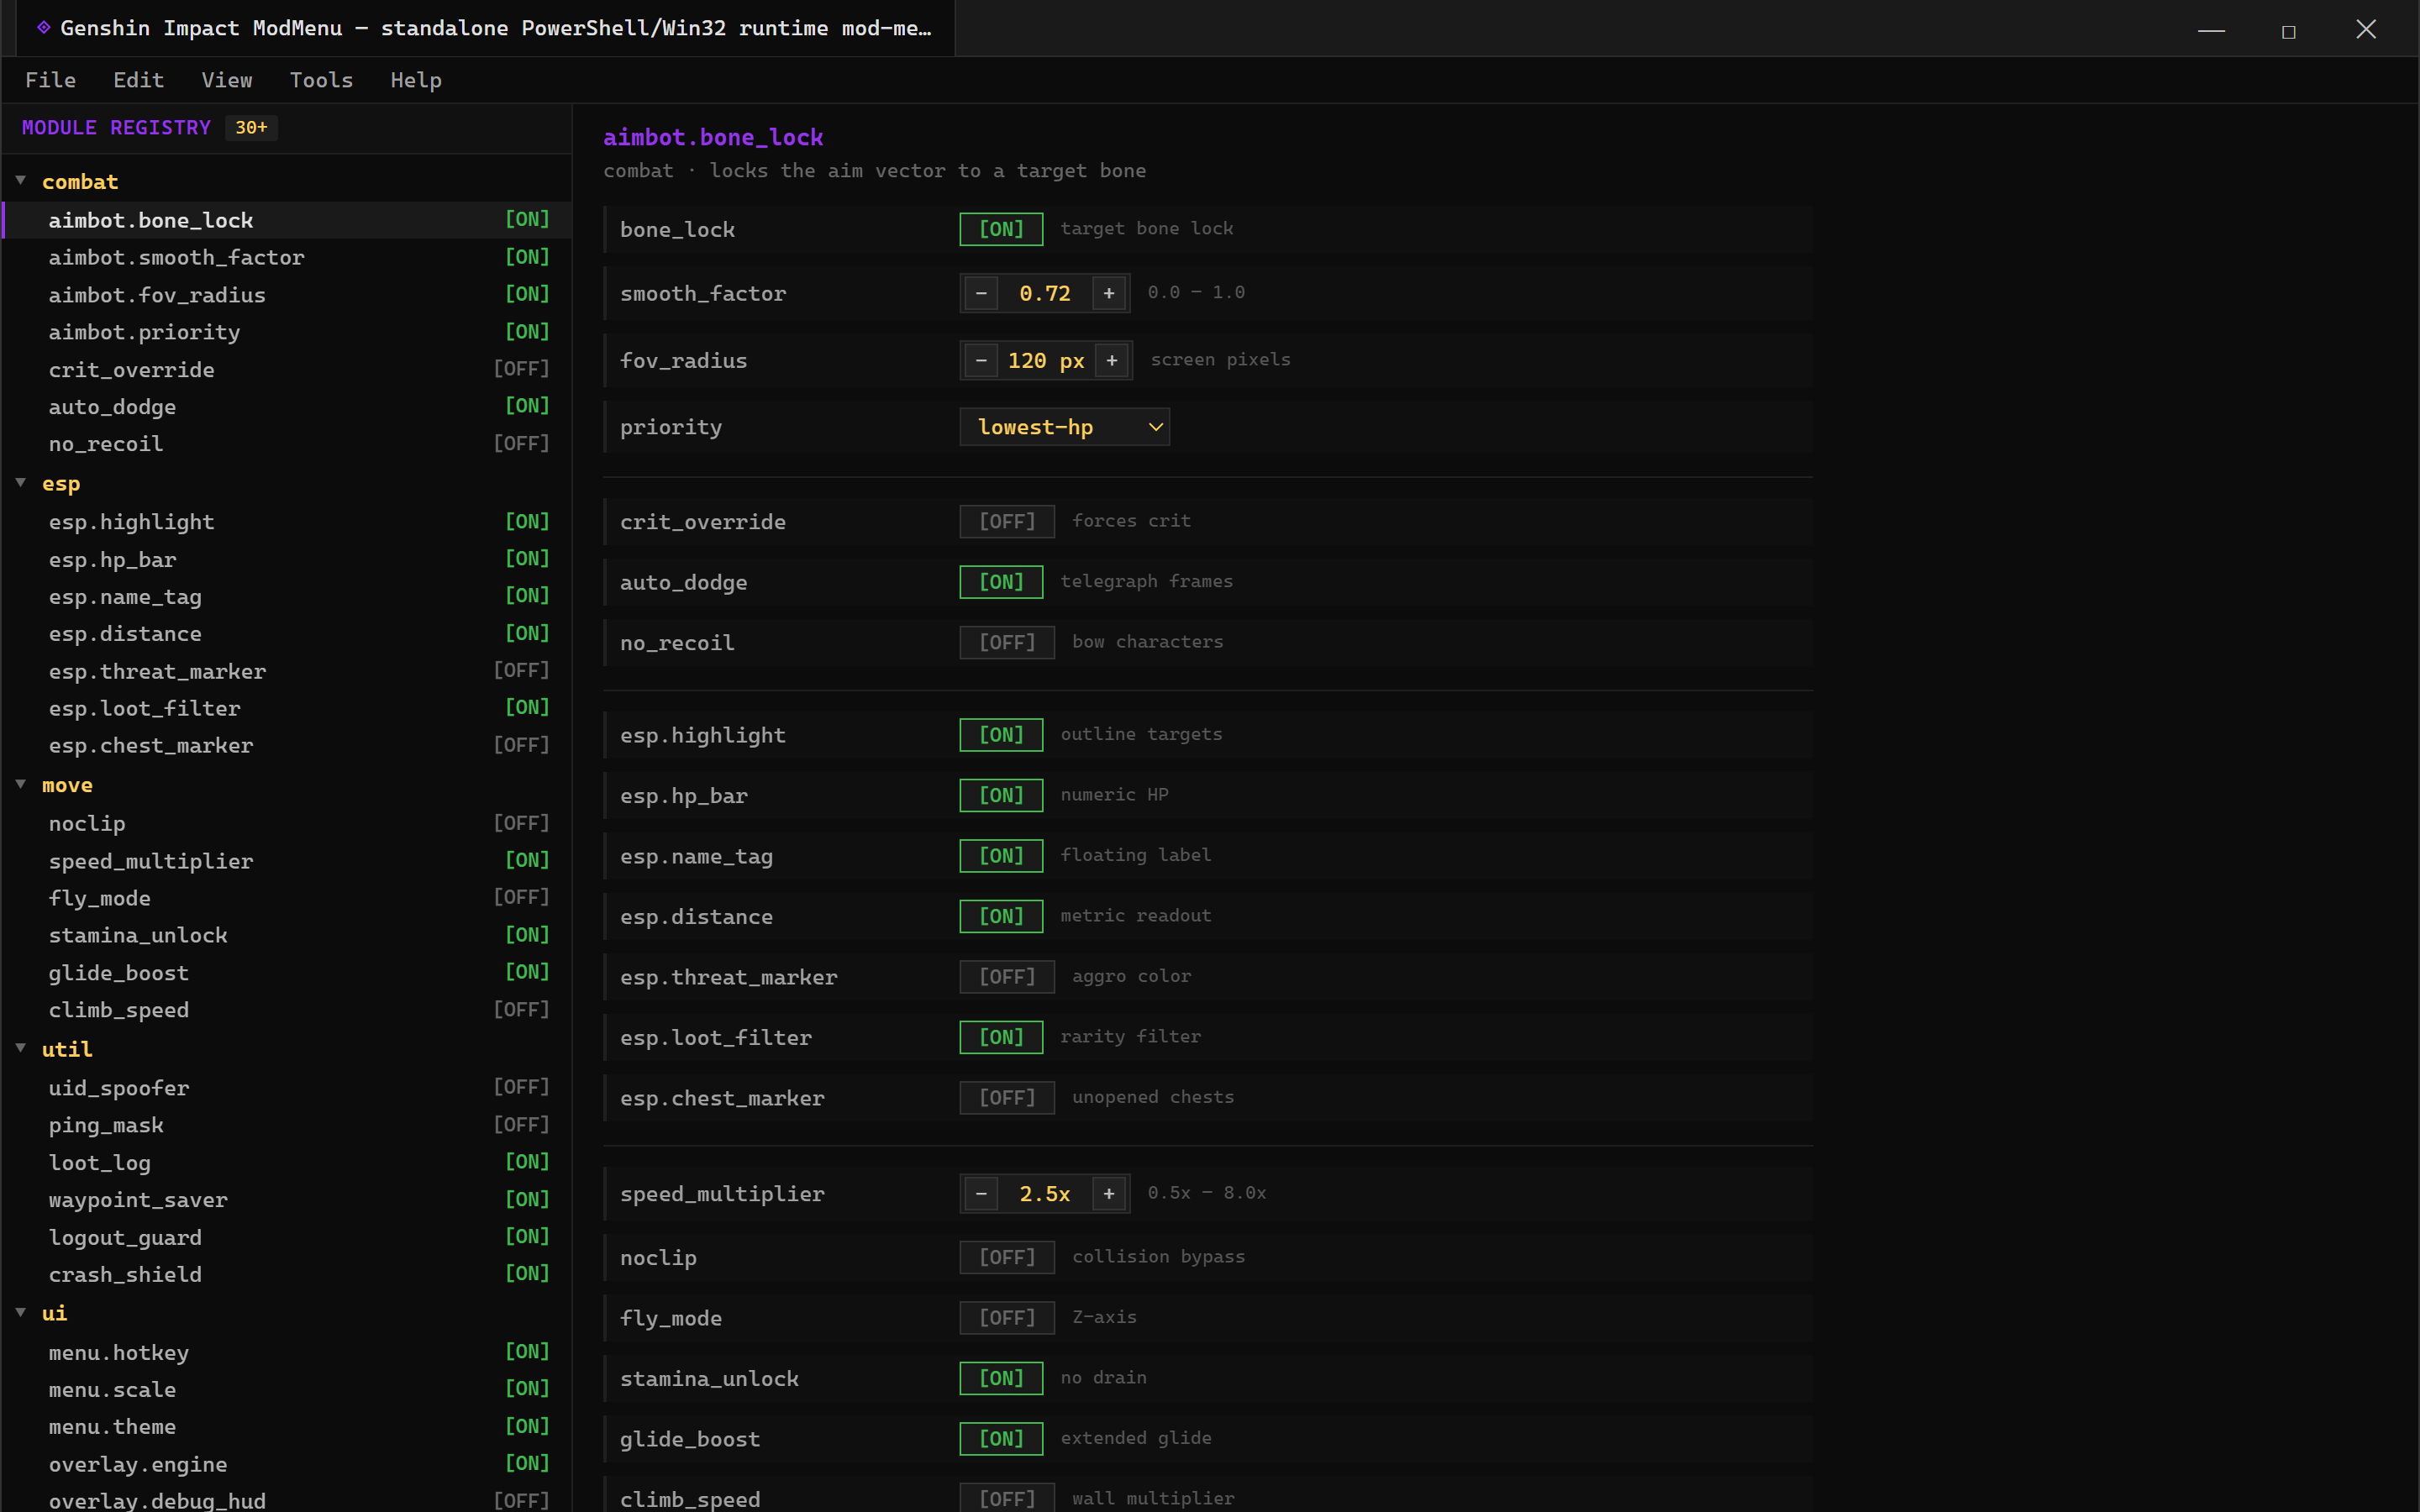 Genshin Impact ModMenu — standalone PowerShell/Win32 runtime mod-me…
File Edit View Tools Help
MODULE REGISTRY 30+
combat
aimbot.bone_lock [ON]
aimbot.smooth_factor [ON]
aimbot.fov_radius [ON]
aimbot.priority [ON]
crit_override [OFF]
auto_dodge [ON]
no_recoil [OFF]
esp
esp.highlight [ON]
esp.hp_bar [ON]
esp.name_tag [ON]
esp.distance [ON]
esp.threat_marker [OFF]
esp.loot_filter [ON]
esp.chest_marker [OFF]
move
noclip [OFF]
speed_multiplier [ON]
fly_mode [OFF]
stamina_unlock [ON]
glide_boost [ON]
climb_speed [OFF]
util
uid_spoofer [OFF]
ping_mask [OFF]
loot_log [ON]
waypoint_saver [ON]
logout_guard [ON]
crash_shield [ON]
ui
menu.hotkey [ON]
menu.scale [ON]
menu.theme [ON]
overlay.engine [ON]
overlay.debug_hud [OFF]
aimbot.bone_lock
combat · locks the aim vector to a target bone
bone_lock [ON] target bone lock
smooth_factor − 0.72 + 0.0 – 1.0
fov_radius − 120 px + screen pixels
priority lowest-hp
crit_override [OFF] forces crit
auto_dodge [ON] telegraph frames
no_recoil [OFF] bow characters
esp.highlight [ON] outline targets
esp.hp_bar [ON] numeric HP
esp.name_tag [ON] floating label
esp.distance [ON] metric readout
esp.threat_marker [OFF] aggro color
esp.loot_filter [ON] rarity filter
esp.chest_marker [OFF] unopened chests
speed_multiplier − 2.5x + 0.5x – 8.0x
noclip [OFF] collision bypass
fly_mode [OFF] Z-axis
stamina_unlock [ON] no drain
glide_boost [ON] extended glide
climb_speed [OFF] wall multiplier